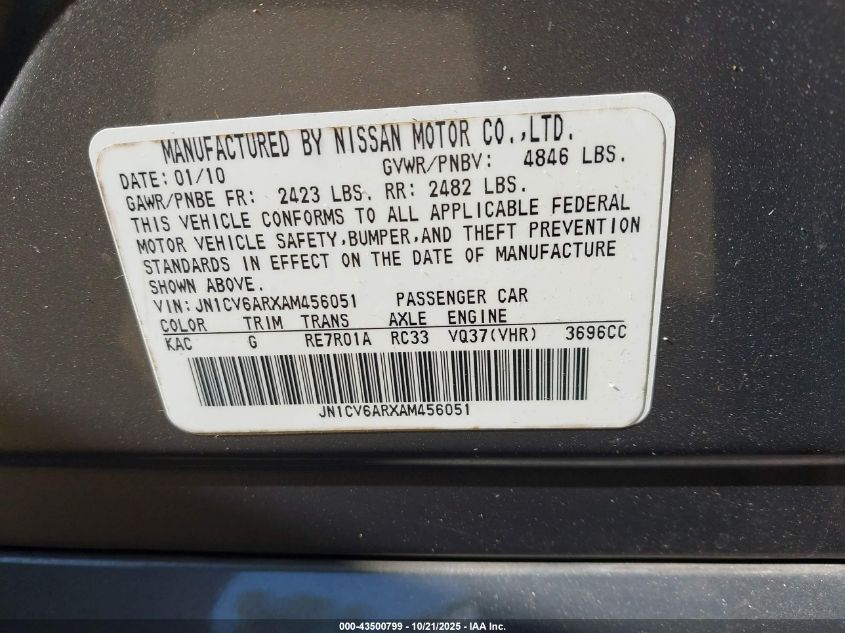 MANUFACTURED BY NISSAN MOTOR CO.,LTD.
DATE: 01/10 GVWR/PNBV: 4846 LBS.
GAWR/PNBE FR: 2423 LBS. RR: 2482 LBS.
THIS VEHICLE CONFORMS TO ALL APPLICABLE FEDERAL
MOTOR VEHICLE SAFETY,BUMPER,AND THEFT PREVENTION
STANDARDS IN EFFECT ON THE DATE OF MANUFACTURE
SHOWN ABOVE.
VIN: JN1CV6ARXAM456051 PASSENGER CAR
COLOR TRIM TRANS AXLE ENGINE
KAC G RE7R01A RC33 VQ37(VHR) 3696CC
JN1CV6ARXAM456051
000-43500799 - 10/21/2025 - IAA Inc.